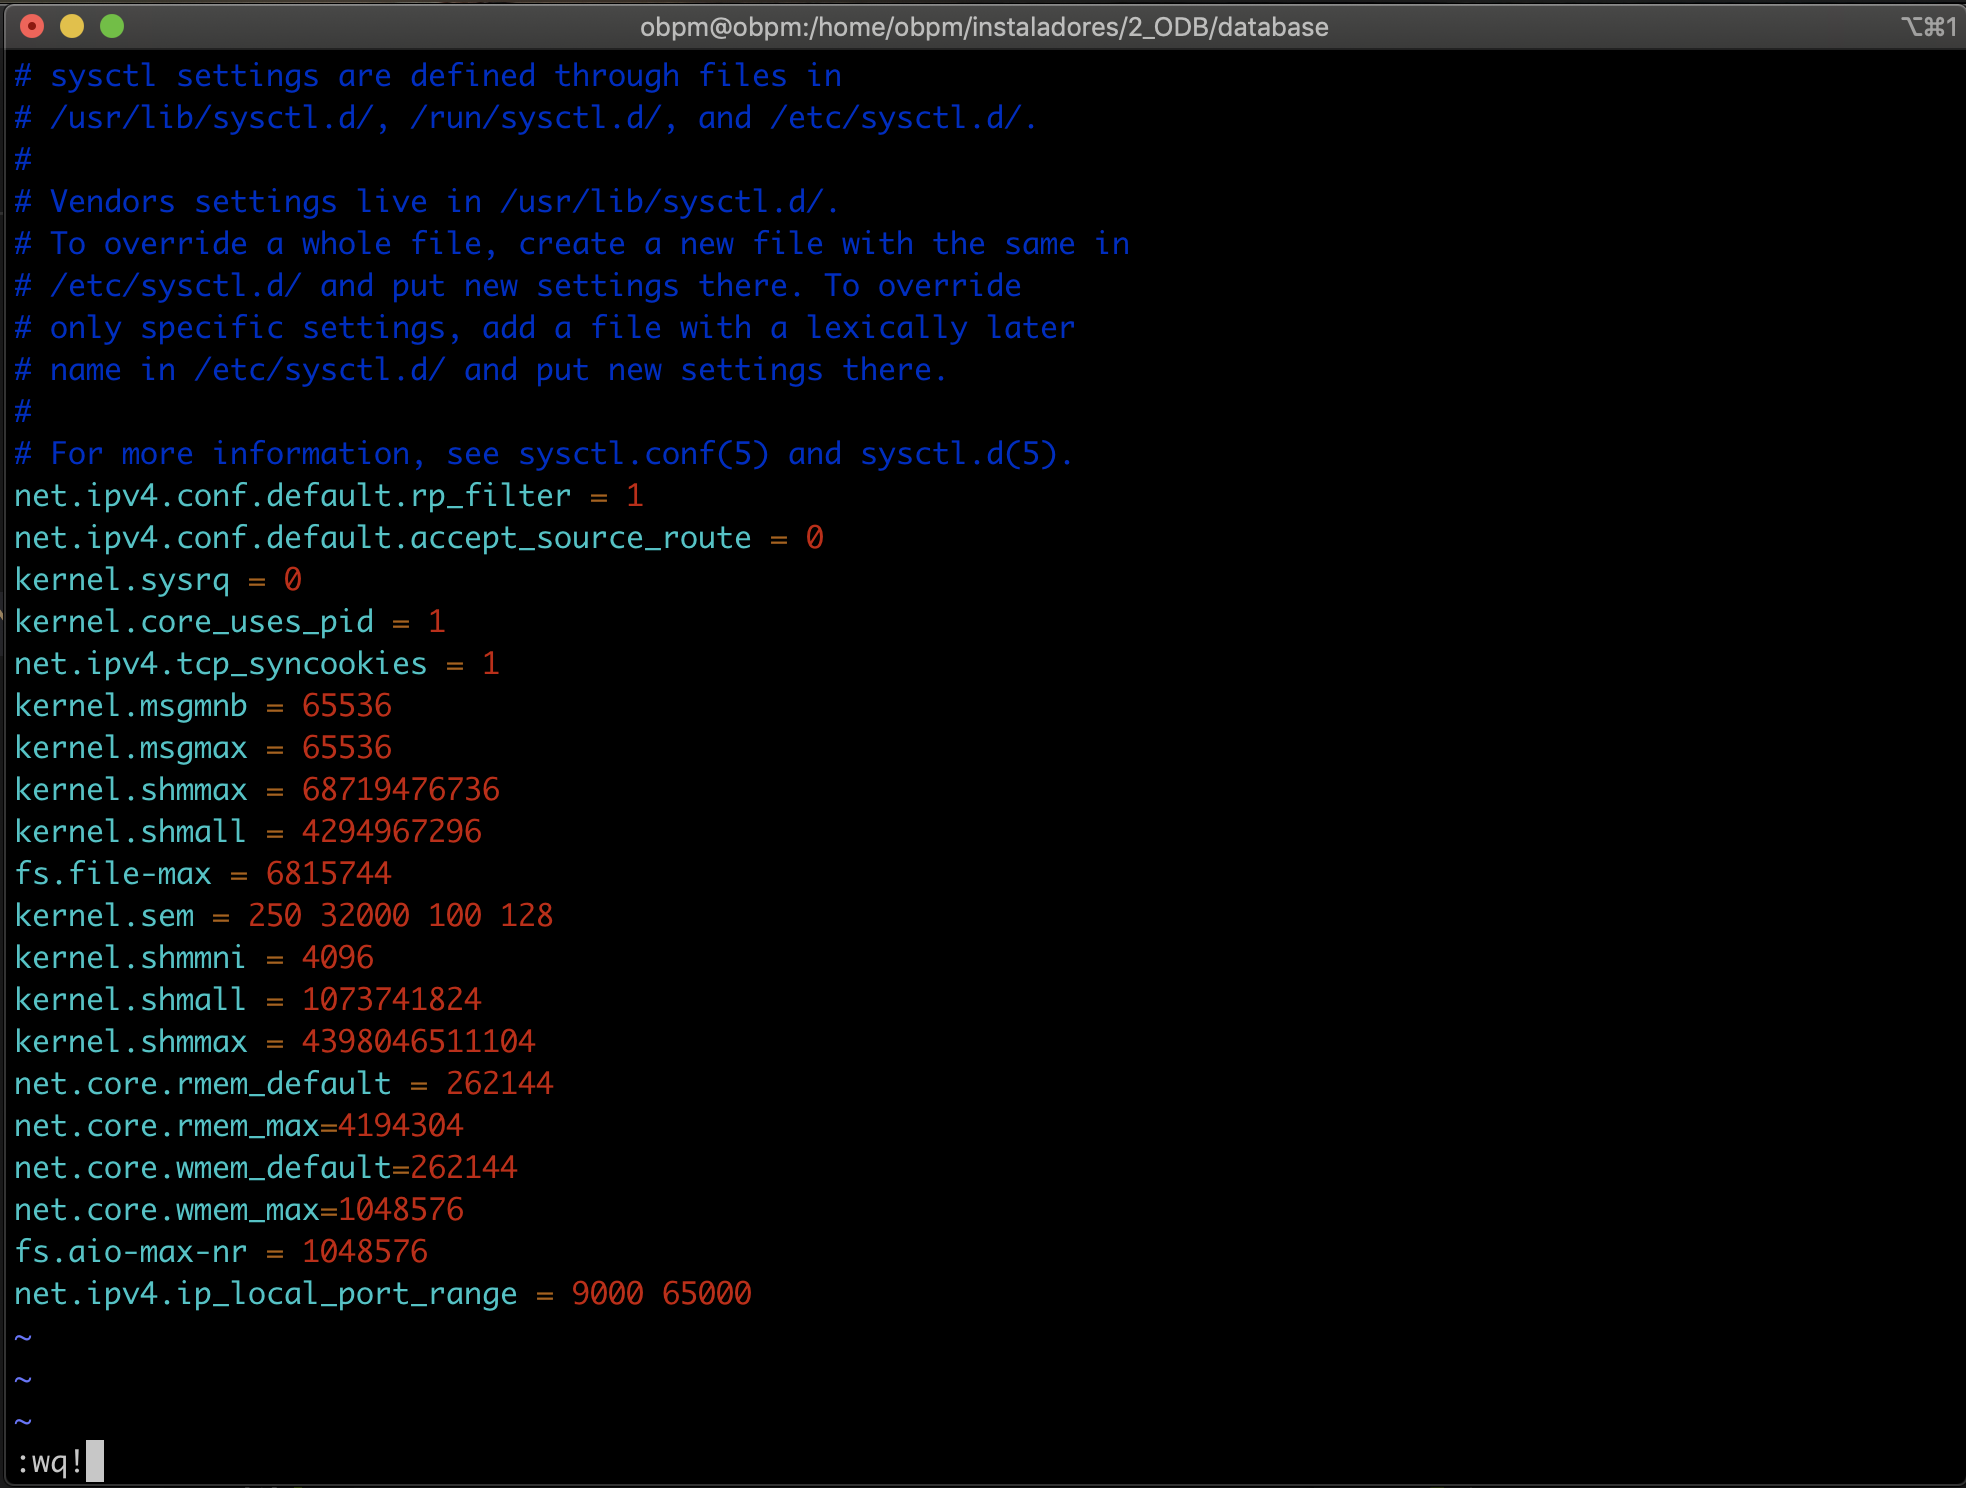 obpm@obpm:/home/obpm/instaladores/2_ODB/database ⌥⌘1
# sysctl settings are defined through files in
# /usr/lib/sysctl.d/, /run/sysctl.d/, and /etc/sysctl.d/.
#
# Vendors settings live in /usr/lib/sysctl.d/.
# To override a whole file, create a new file with the same in
# /etc/sysctl.d/ and put new settings there. To override
# only specific settings, add a file with a lexically later
# name in /etc/sysctl.d/ and put new settings there.
#
# For more information, see sysctl.conf(5) and sysctl.d(5).
net.ipv4.conf.default.rp_filter = 1
net.ipv4.conf.default.accept_source_route = 0
kernel.sysrq = 0
kernel.core_uses_pid = 1
net.ipv4.tcp_syncookies = 1
kernel.msgmnb = 65536
kernel.msgmax = 65536
kernel.shmmax = 68719476736
kernel.shmall = 4294967296
fs.file-max = 6815744
kernel.sem = 250 32000 100 128
kernel.shmmni = 4096
kernel.shmall = 1073741824
kernel.shmmax = 4398046511104
net.core.rmem_default = 262144
net.core.rmem_max=4194304
net.core.wmem_default=262144
net.core.wmem_max=1048576
fs.aio-max-nr = 1048576
net.ipv4.ip_local_port_range = 9000 65000
~
~
~
:wq!